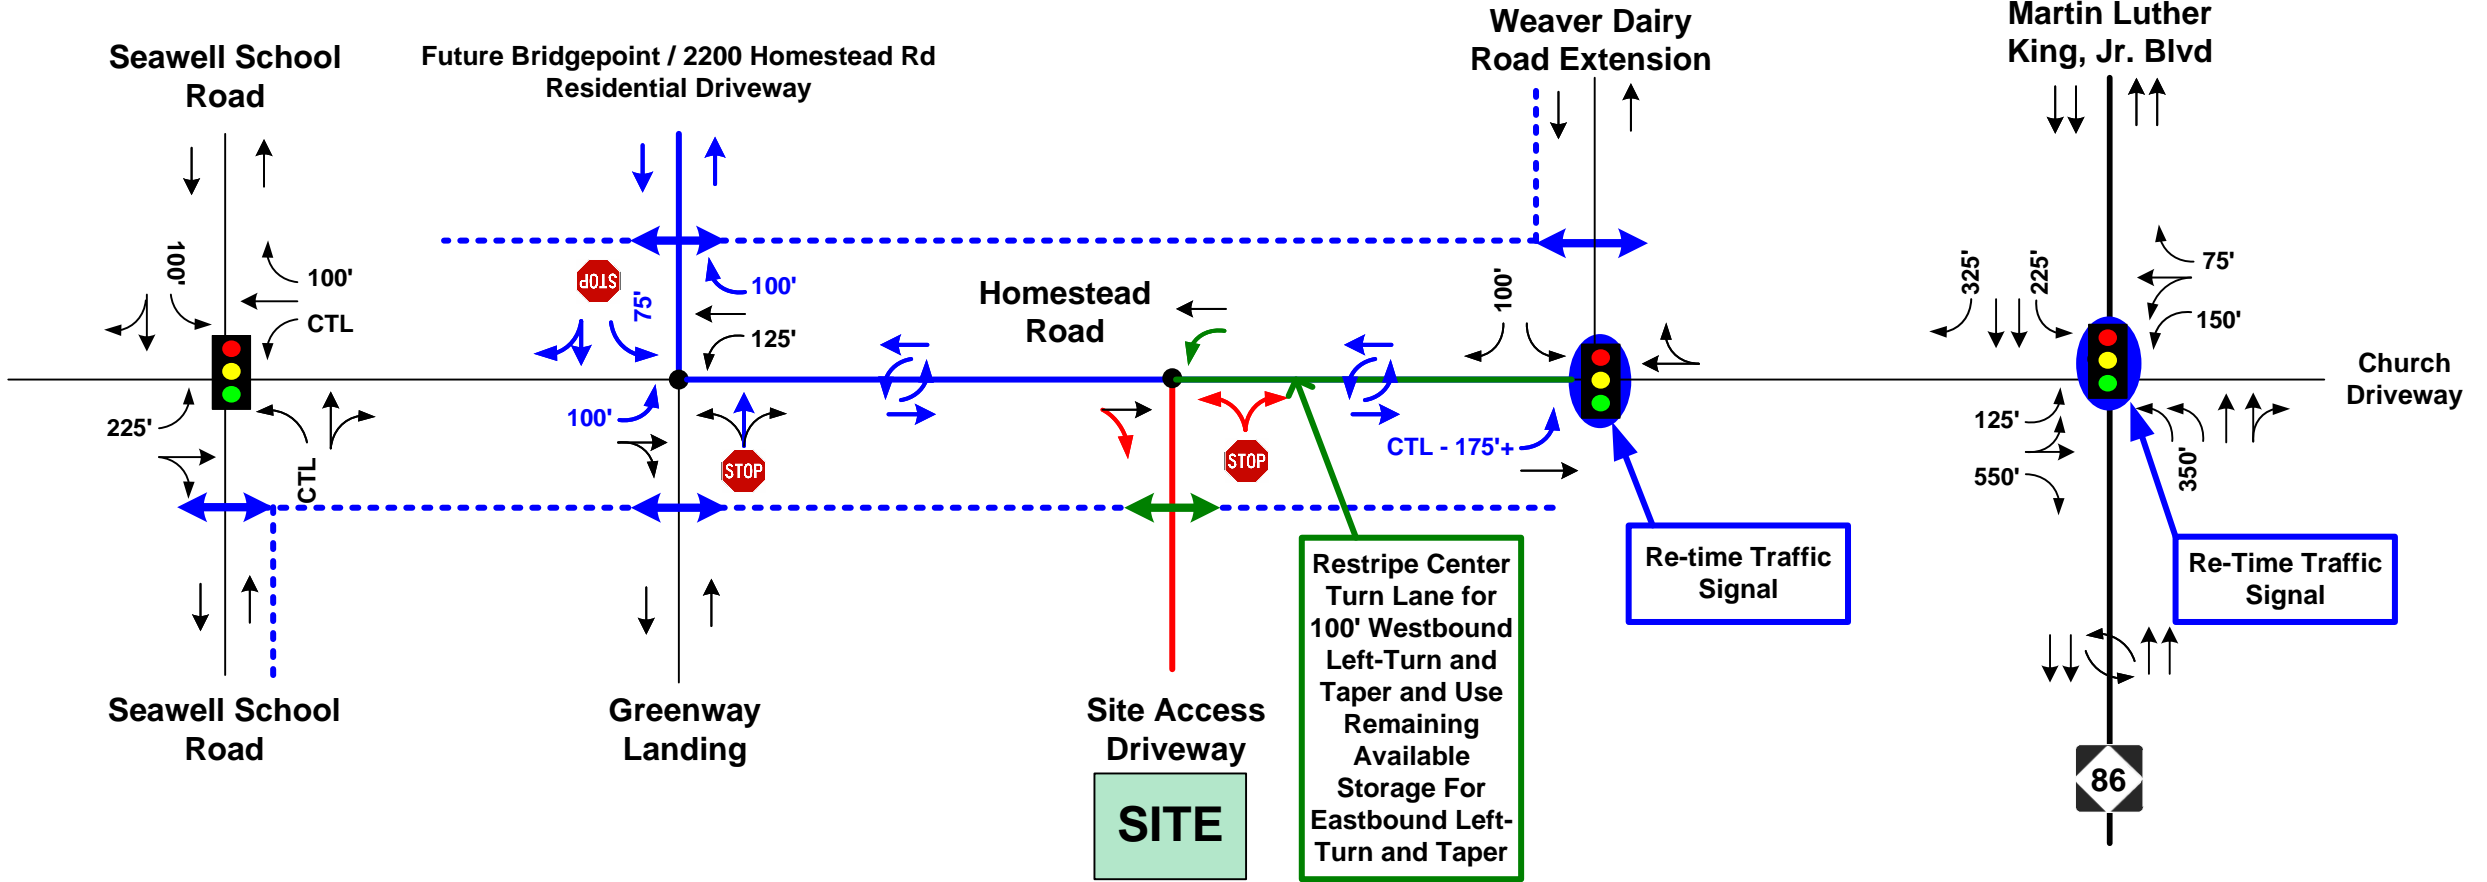 Seawell School
Road
Future Bridgepoint / 2200 Homestead Rd
Residential Driveway
Weaver Dairy
Road Extension
Martin Luther
King, Jr. Blvd
100'
100'
CTL
225'
CTL
STOP
75'
100'
125'
100'
STOP
Homestead
Road
STOP
100'
CTL - 175'+
325'
225'
75'
150'
125'
550'
350'
Church
Driveway
Re-time Traffic
Signal
Re-Time Traffic
Signal
Restripe Center
Turn Lane for
100' Westbound
Left-Turn and
Taper and Use
Remaining
Available
Storage For
Eastbound Left-
Turn and Taper
Seawell School
Road
Greenway
Landing
Site Access
Driveway
SITE
86